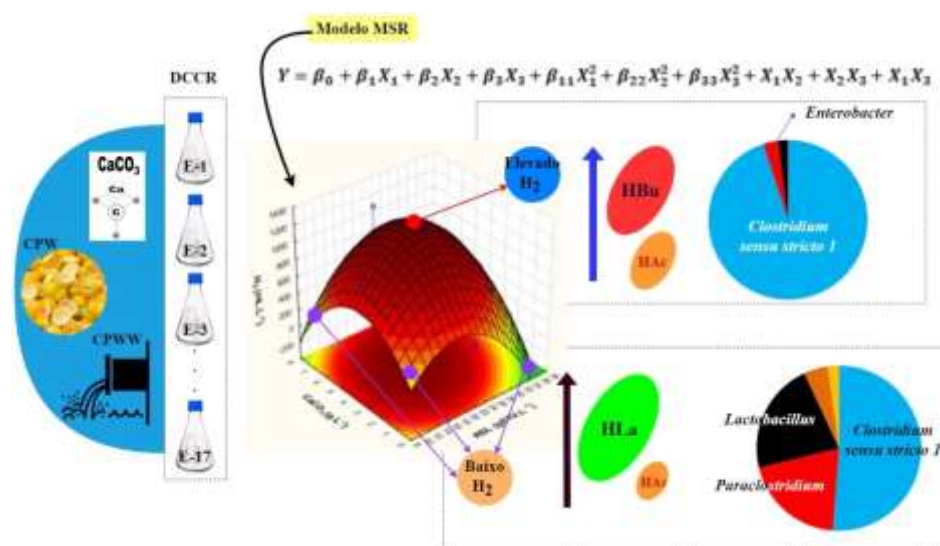 Modelo MSR
DCCR
Y = β₀ + β₁X₁ + β₂X₂ + β₃X₃ + β₁₁X₁² + β₂₂X₂² + β₃₃X₃² + X₁X₂ + X₂X₃ + X₁X₃
Enterobacter
CaCO₃
Ca
C
E-1
Elevado
H₂
HBu
HAc
Clostridium
sensu stricto 1
CPW
E-2
E-3
CPWW
E-17
Baixo
H₂
HLa
HAc
Lactobacillus
Clostridium
sensu stricto 1
Paraclostridium